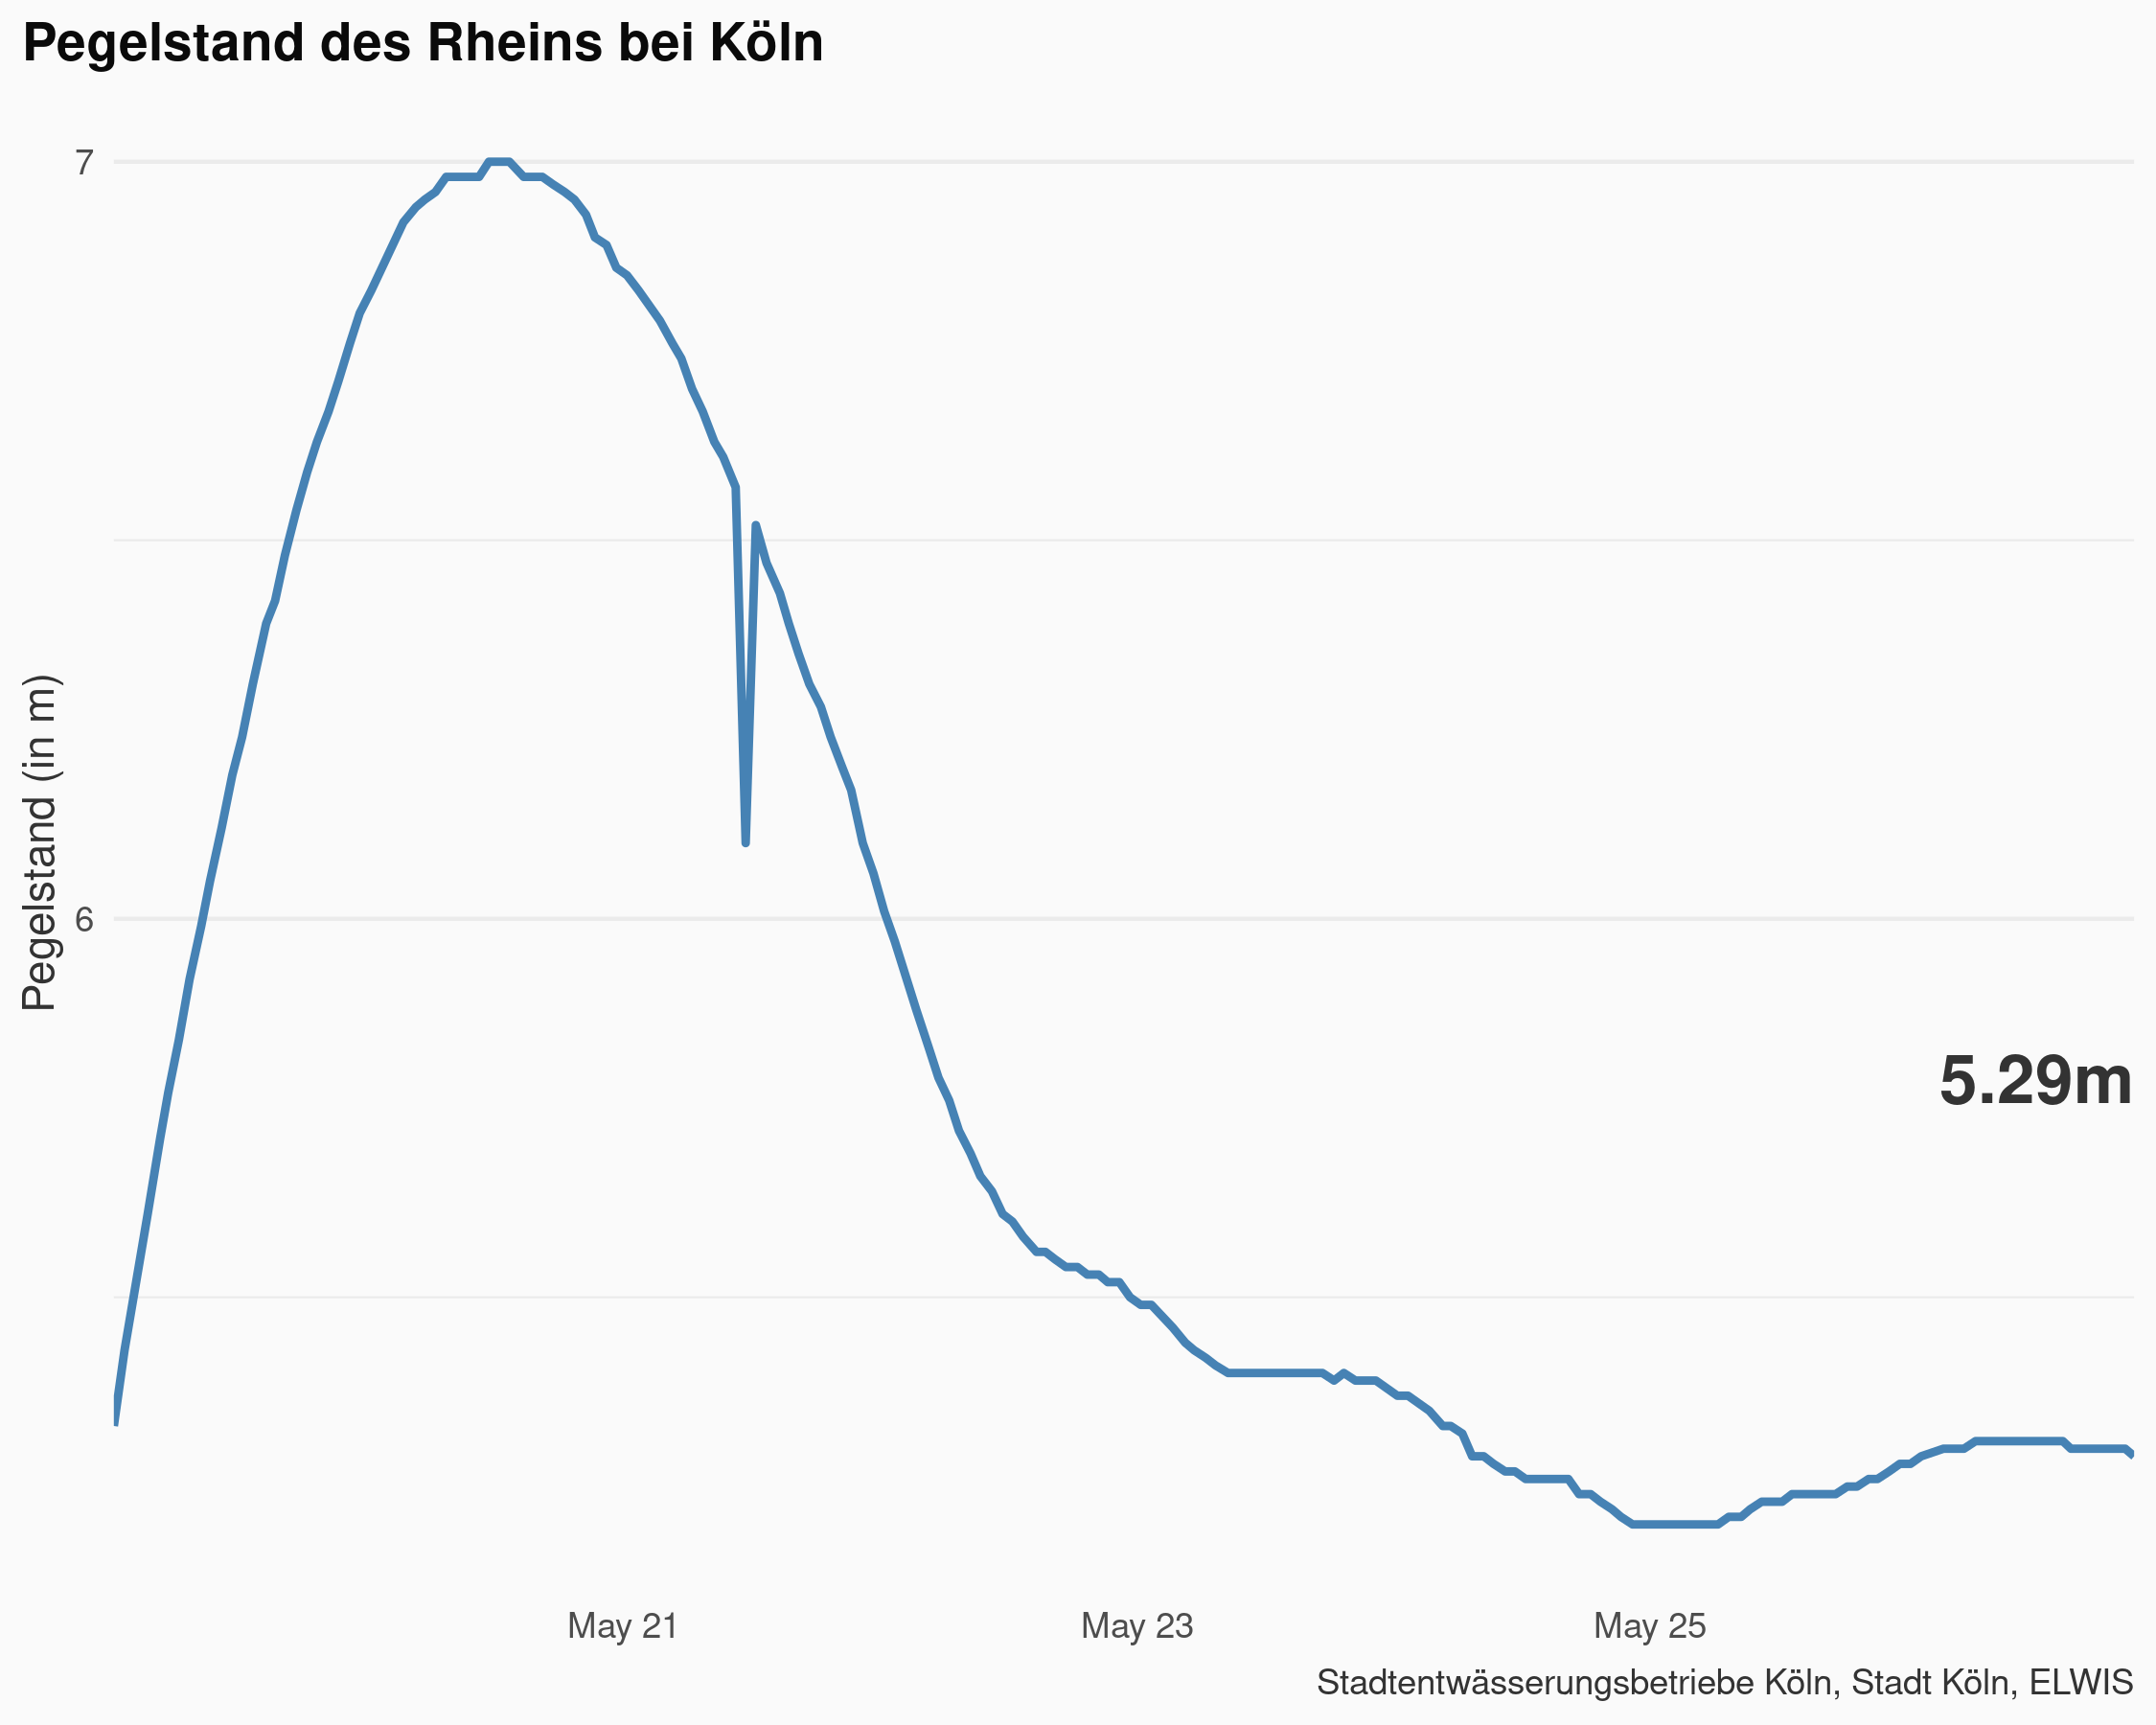 Pegelstand des Rheins bei Köln
7
Pegelstand (in m)
6
5.29m
May 21 May 23 May 25
Stadtentwässerungsbetriebe Köln, Stadt Köln, ELWIS